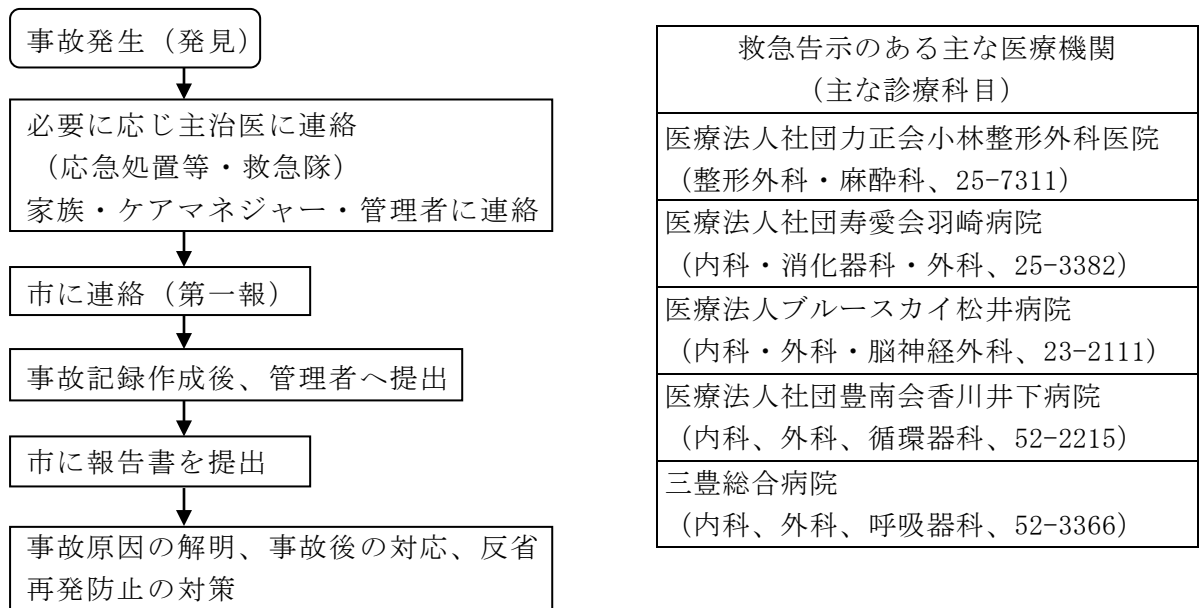 事故発生（発見）
必要に応じ主治医に連絡
（応急処置等・救急隊）
家族・ケアマネジャー・管理者に連絡
市に連絡（第一報）
事故記録作成後、管理者へ提出
市に報告書を提出
事故原因の解明、事故後の対応、反省
再発防止の対策
救急告示のある主な医療機関
（主な診療科目）
医療法人社団力正会小林整形外科医院
（整形外科・麻酔科、25-7311）
医療法人社団寿愛会羽崎病院
（内科・消化器科・外科、25-3382）
医療法人ブルースカイ松井病院
（内科・外科・脳神経外科、23-2111）
医療法人社団豊南会香川井下病院
（内科、外科、循環器科、52-2215）
三豊総合病院
（内科、外科、呼吸器科、52-3366）